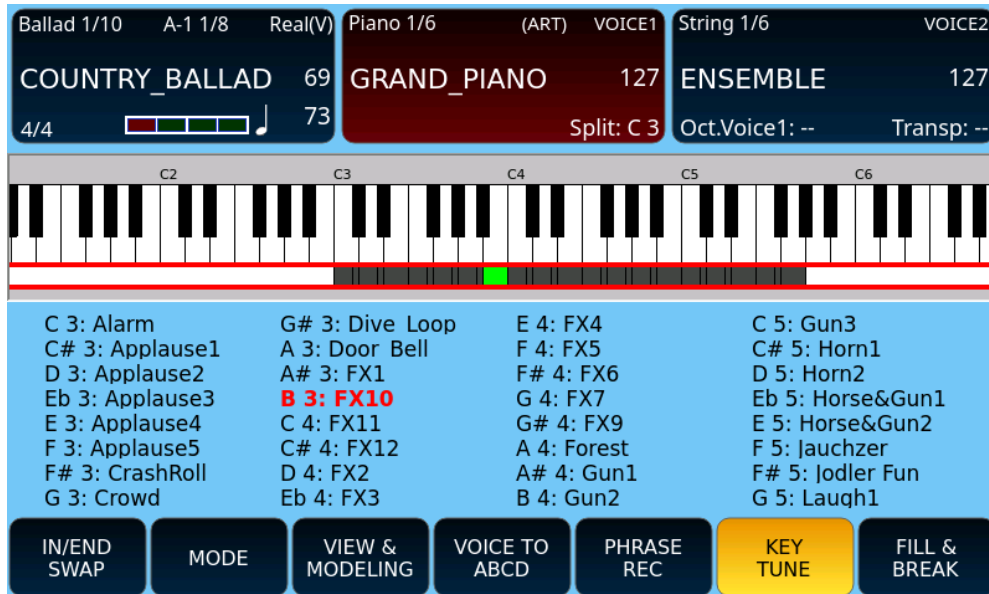 Ballad 1/10 A-1 1/8 Real(V)
COUNTRY_BALLAD 69
73
4/4
Piano 1/6 (ART) VOICE1
GRAND_PIANO 127
Split: C 3
String 1/6 VOICE2
ENSEMBLE 127
Oct.Voice1: -- Transp: --
C2 C3 C4 C5 C6
C 3: Alarm
C# 3: Applause1
D 3: Applause2
Eb 3: Applause3
E 3: Applause4
F 3: Applause5
F# 3: CrashRoll
G 3: Crowd
G# 3: Dive_Loop
A 3: Door_Bell
A# 3: FX1
B 3: FX10
C 4: FX11
C# 4: FX12
D 4: FX2
Eb 4: FX3
E 4: FX4
F 4: FX5
F# 4: FX6
G 4: FX7
G# 4: FX9
A 4: Forest
A# 4: Gun1
B 4: Gun2
C 5: Gun3
C# 5: Horn1
D 5: Horn2
Eb 5: Horse&Gun1
E 5: Horse&Gun2
F 5: Jauchzer
F# 5: Jodler Fun
G 5: Laugh1
IN/END
SWAP
MODE
VIEW &
MODELING
VOICE TO
ABCD
PHRASE
REC
KEY
TUNE
FILL &
BREAK